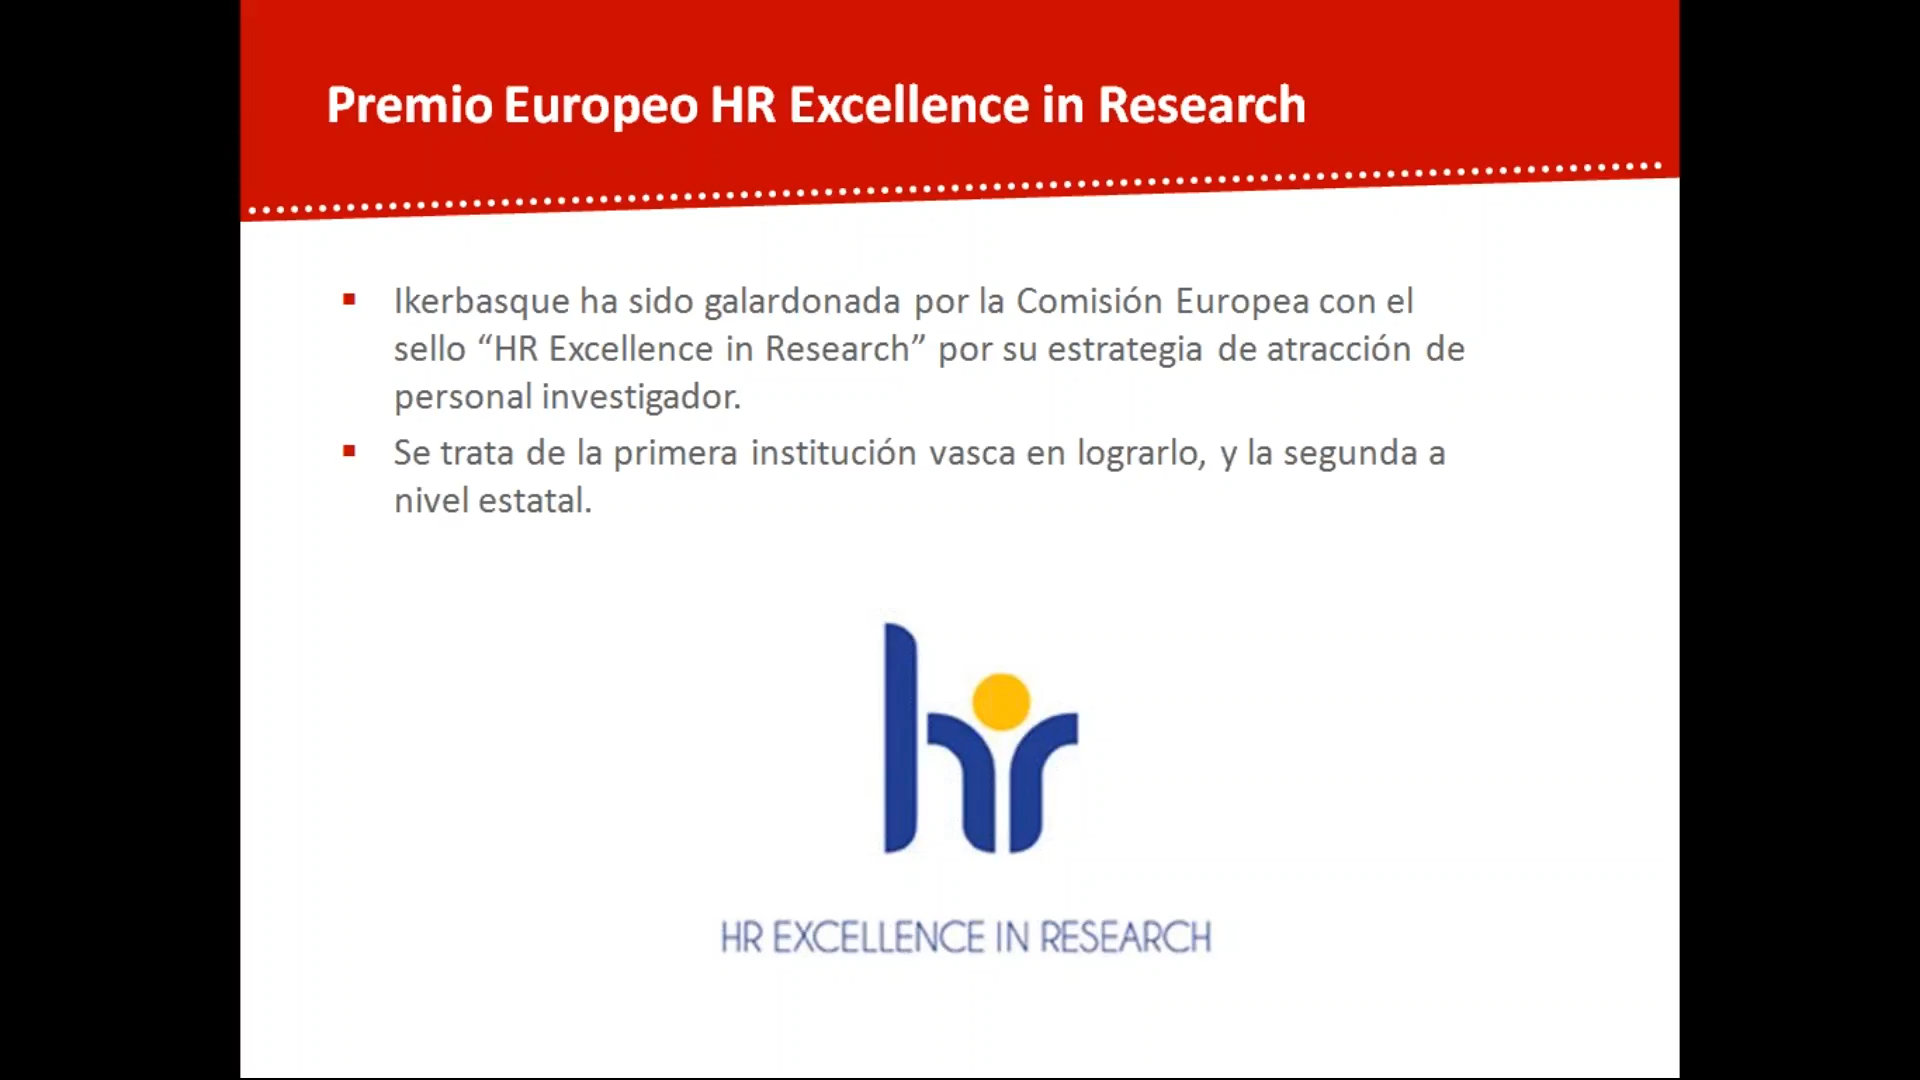 Premio Europeo HR Excellence in Research
Ikerbasque ha sido galardonada por la Comisión Europea con el
sello “HR Excellence in Research” por su estrategia de atracción de
personal investigador.
Se trata de la primera institución vasca en lograrlo, y la segunda a
nivel estatal.
hr
HR EXCELLENCE IN RESEARCH